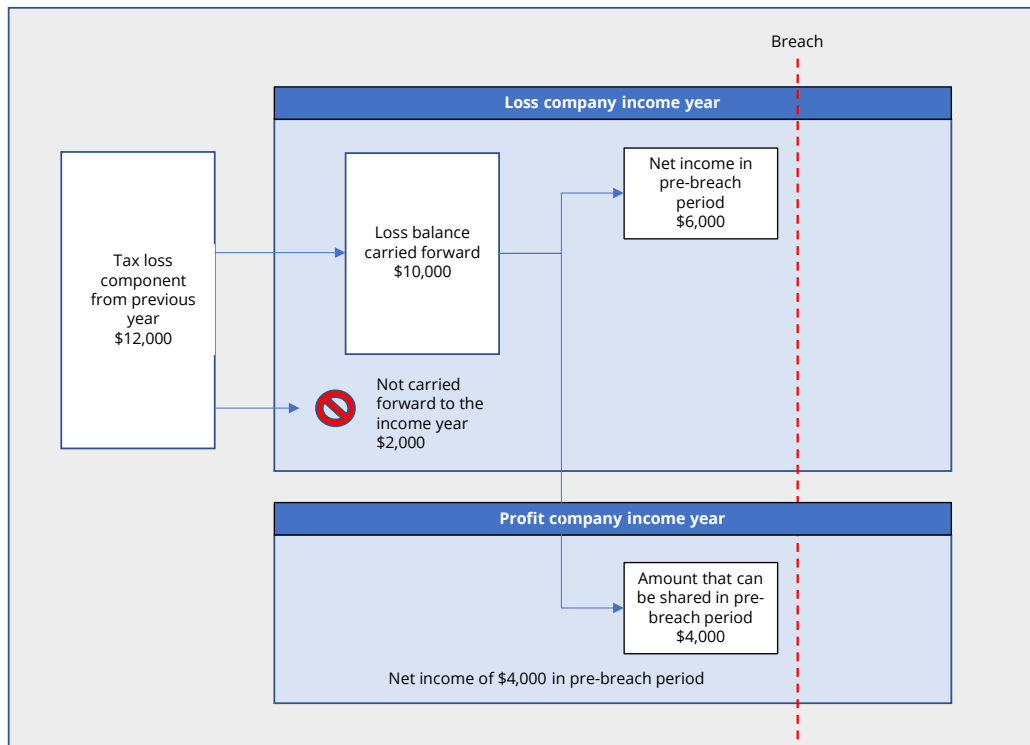 Breach
Loss company income year
Tax loss
component
from previous
year
$12,000
Loss balance
carried forward
$10,000
Net income in
pre-breach
period
$6,000
Not carried
forward to the
income year
$2,000
Profit company income year
Amount that can
be shared in pre-
breach period
$4,000
Net income of $4,000 in pre-breach period